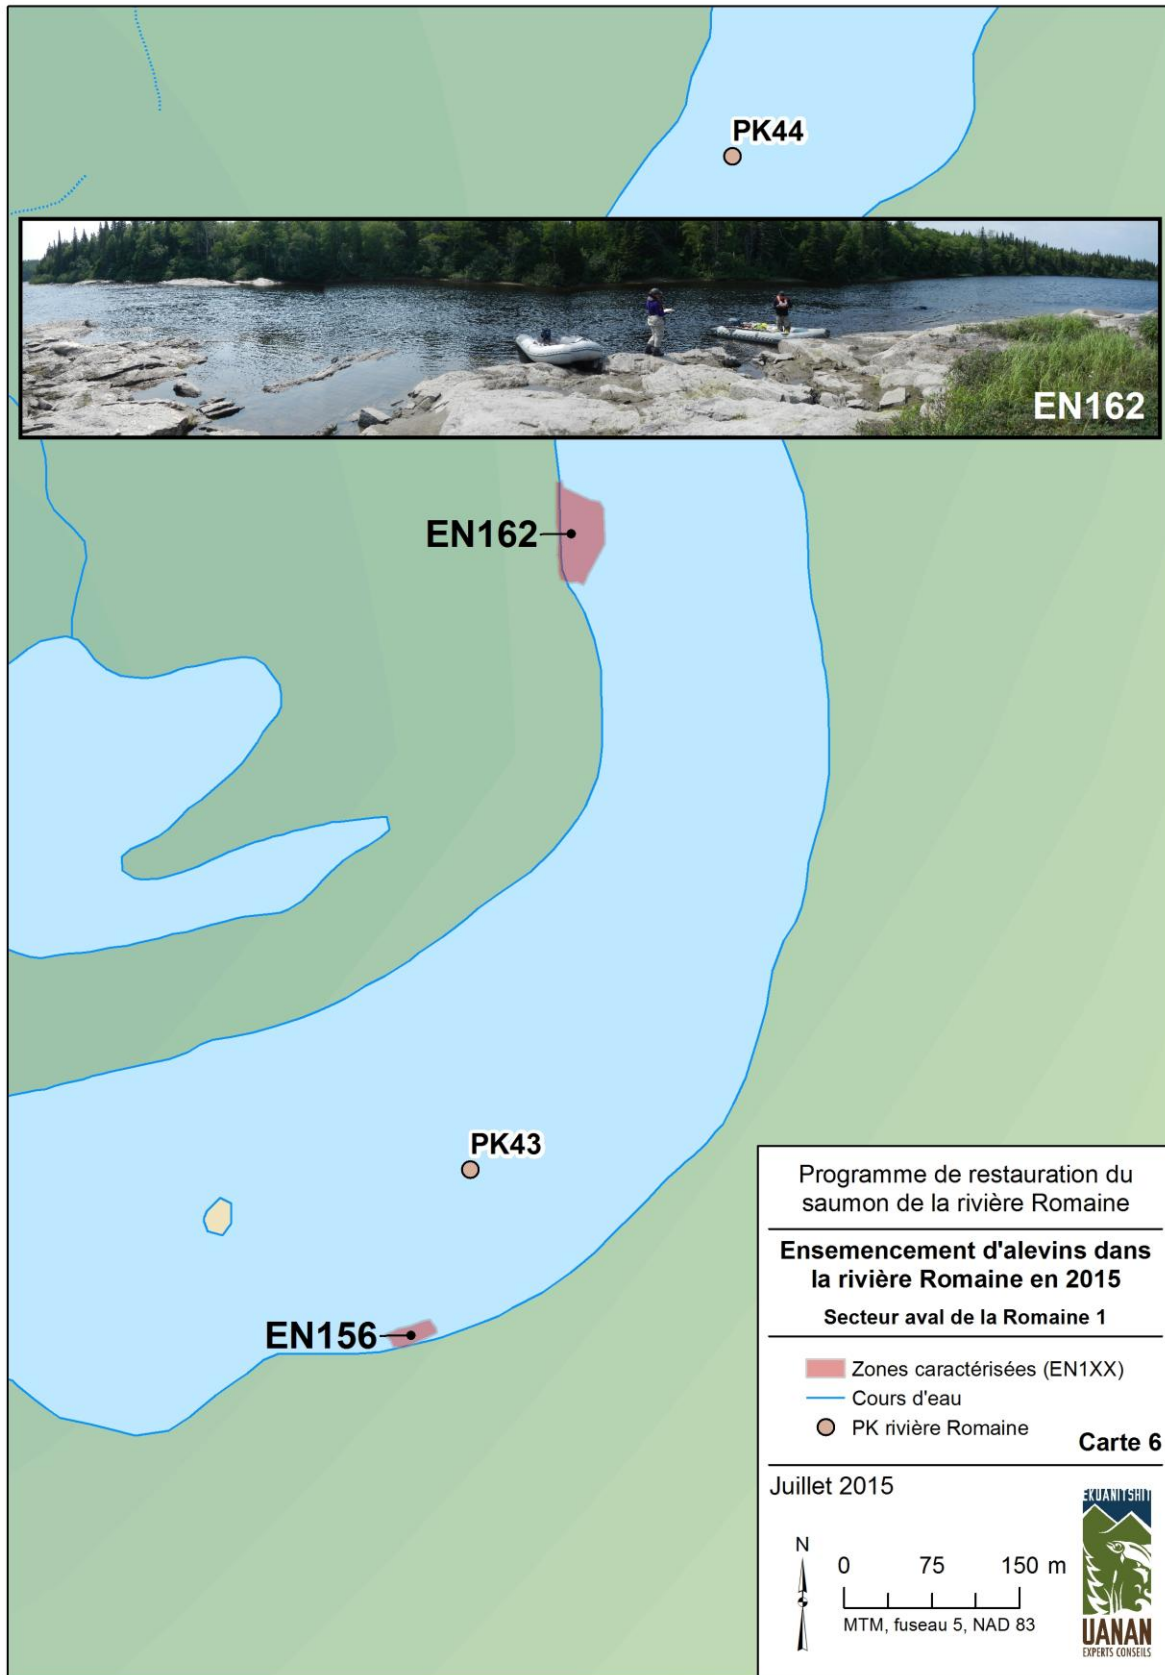 PK44
EN162
EN162
PK43
EN156
Programme de restauration du
saumon de la rivière Romaine
Ensemencement d'alevins dans
la rivière Romaine en 2015
Secteur aval de la Romaine 1
Zones caractérisées (EN1XX)
Cours d'eau
PK rivière Romaine
Carte 6
Juillet 2015
N
0 75 150 m
MTM, fuseau 5, NAD 83
EKUANITSHIT
UANAN
EXPERTS CONSEILS